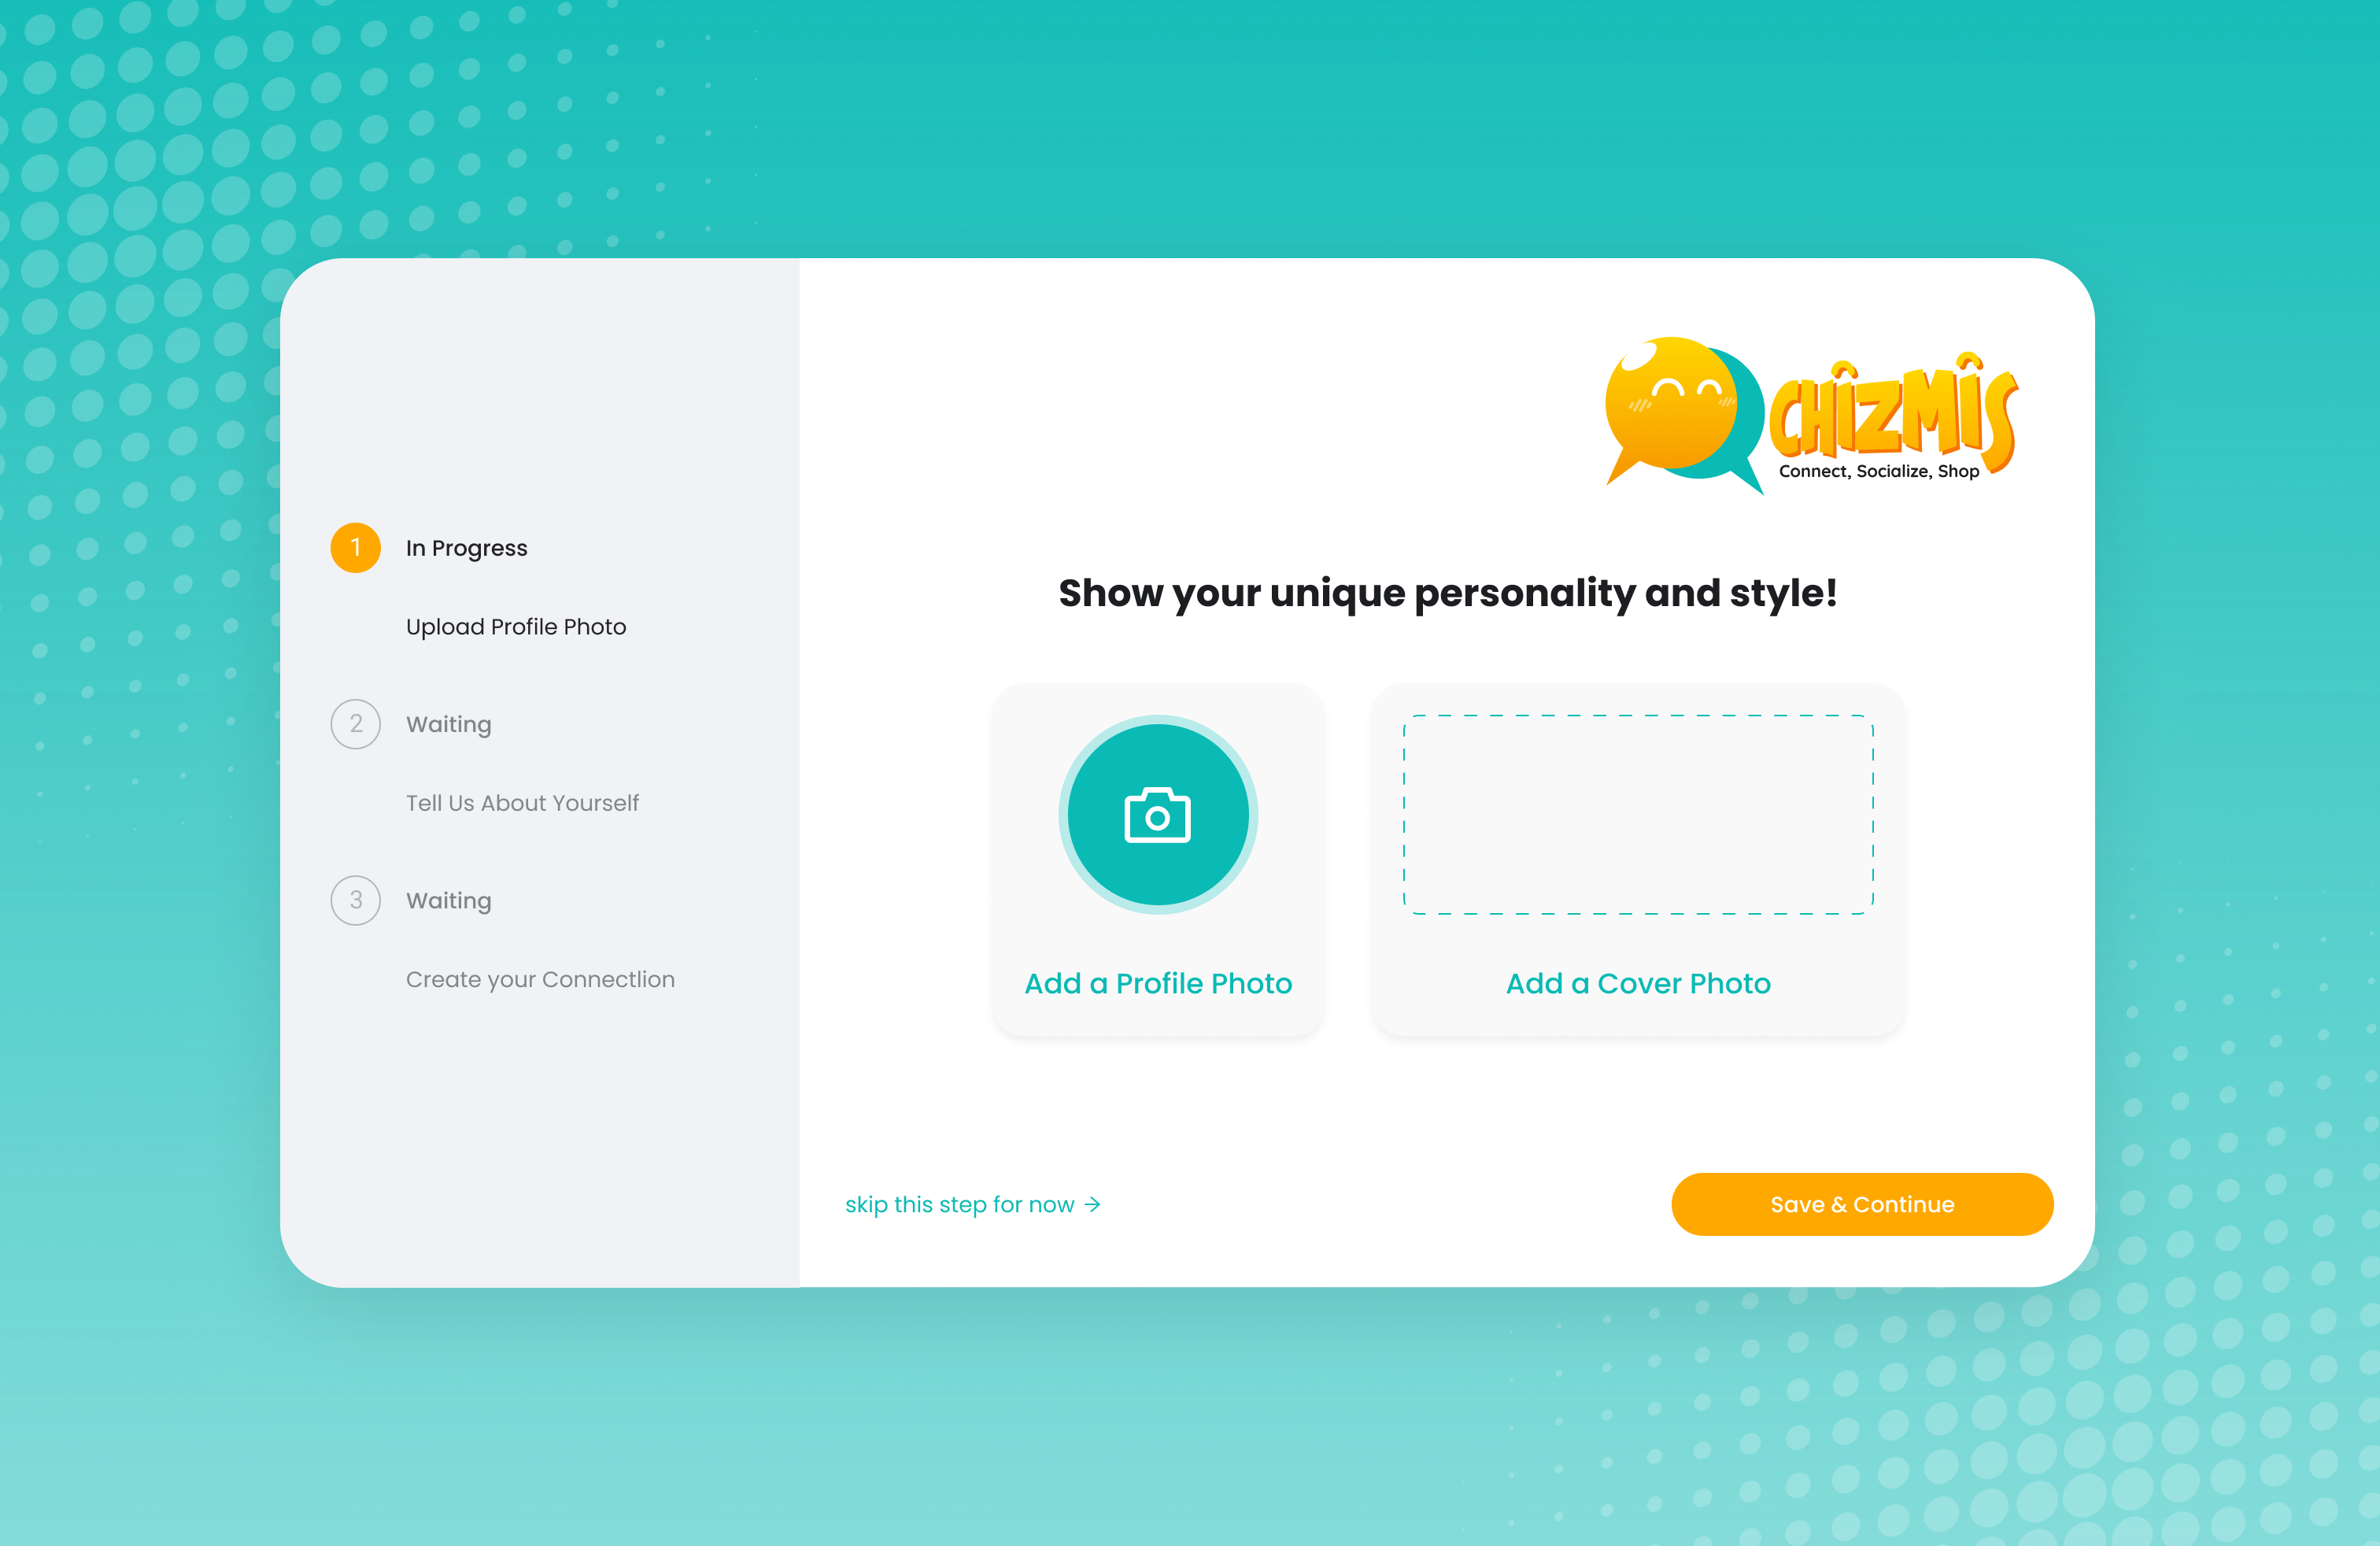 1 In Progress
Upload Profile Photo
2 Waiting
Tell Us About Yourself
3 Waiting
Create your Connectlion
CHÎZMÎS
Connect, Socialize, Shop
Show your unique personality and style!
Add a Profile Photo
Add a Cover Photo
skip this step for now →
Save & Continue